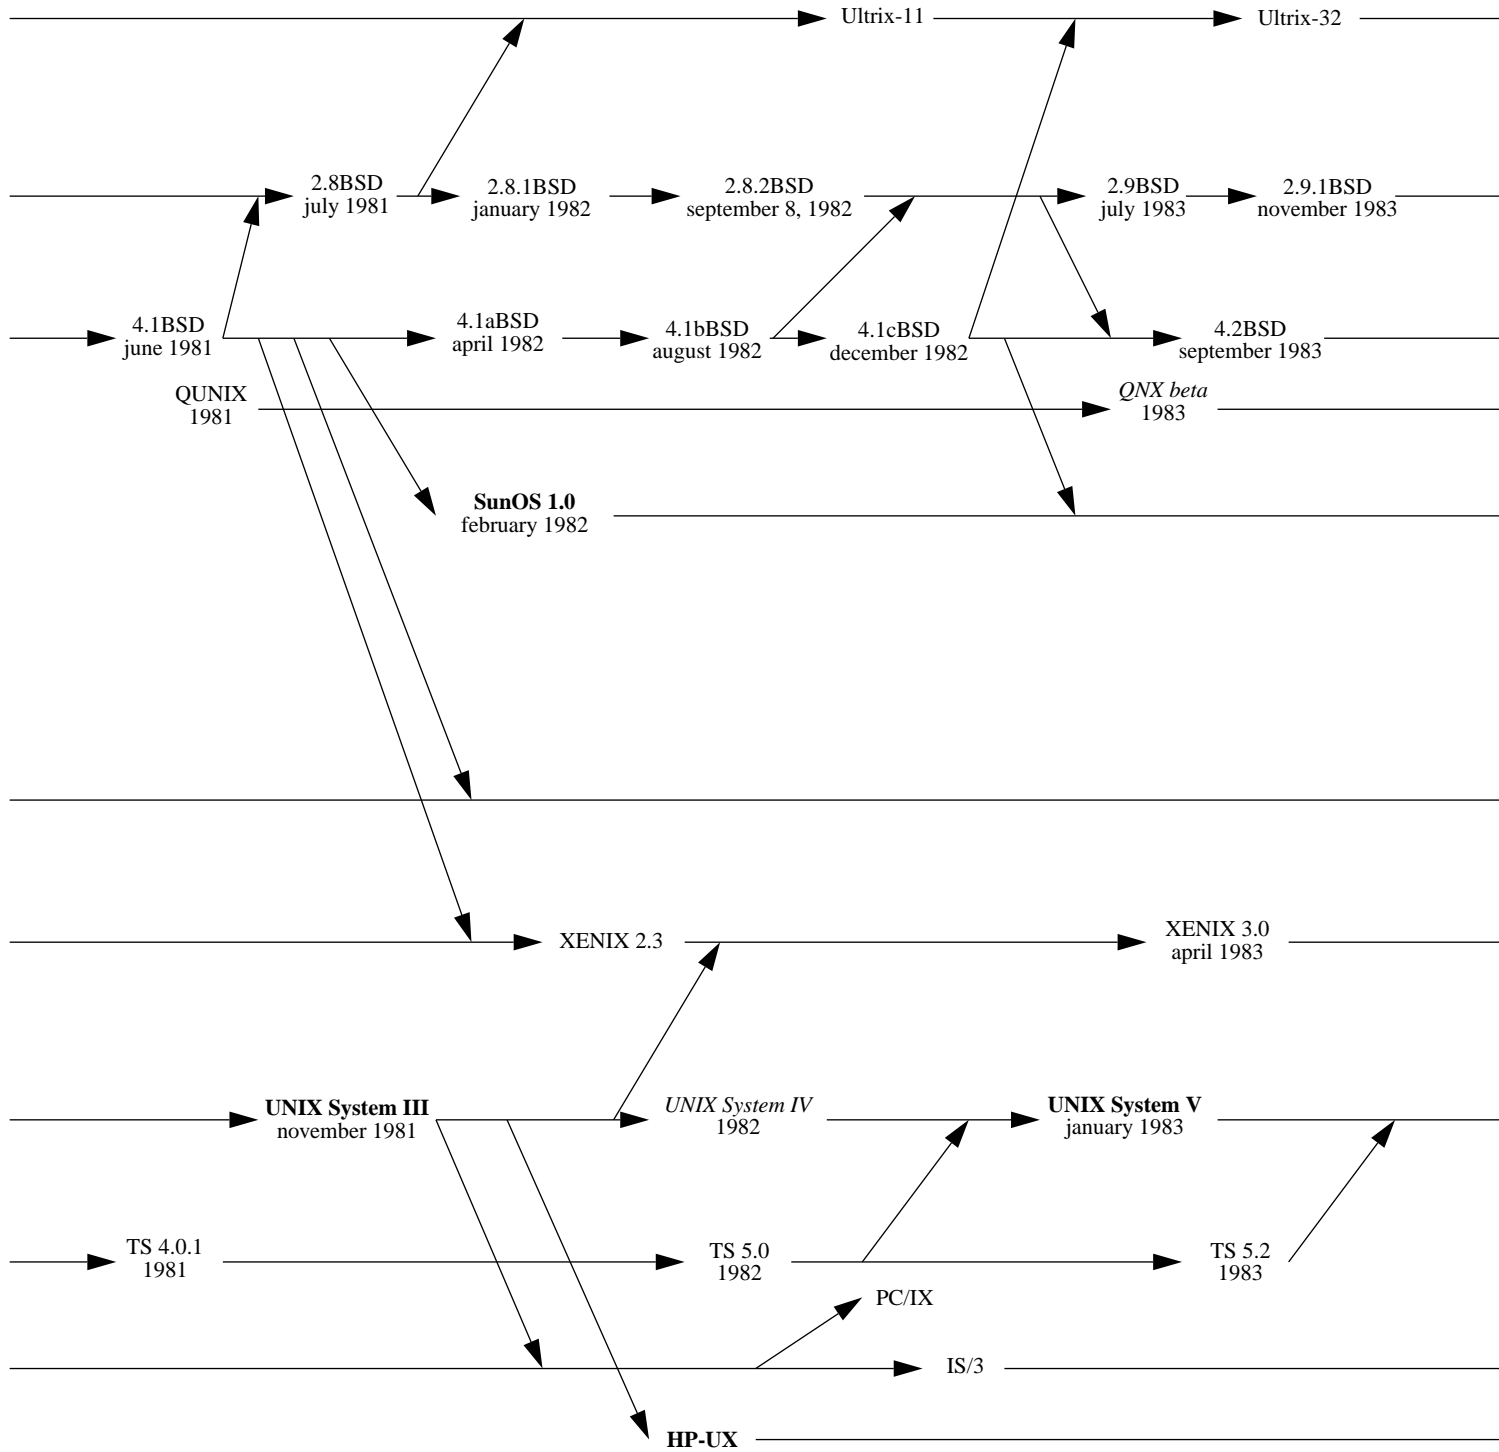 Ultrix-11
Ultrix-32
2.8BSD
july 1981
2.8.1BSD
january 1982
2.8.2BSD
september 8, 1982
2.9BSD
july 1983
2.9.1BSD
november 1983
4.1BSD
june 1981
4.1aBSD
april 1982
4.1bBSD
august 1982
4.1cBSD
december 1982
4.2BSD
september 1983
QUNIX
1981
QNX beta
1983
SunOS 1.0
february 1982
XENIX 2.3
XENIX 3.0
april 1983
UNIX System III
november 1981
UNIX System IV
1982
UNIX System V
january 1983
TS 4.0.1
1981
TS 5.0
1982
TS 5.2
1983
PC/IX
IS/3
HP-UX